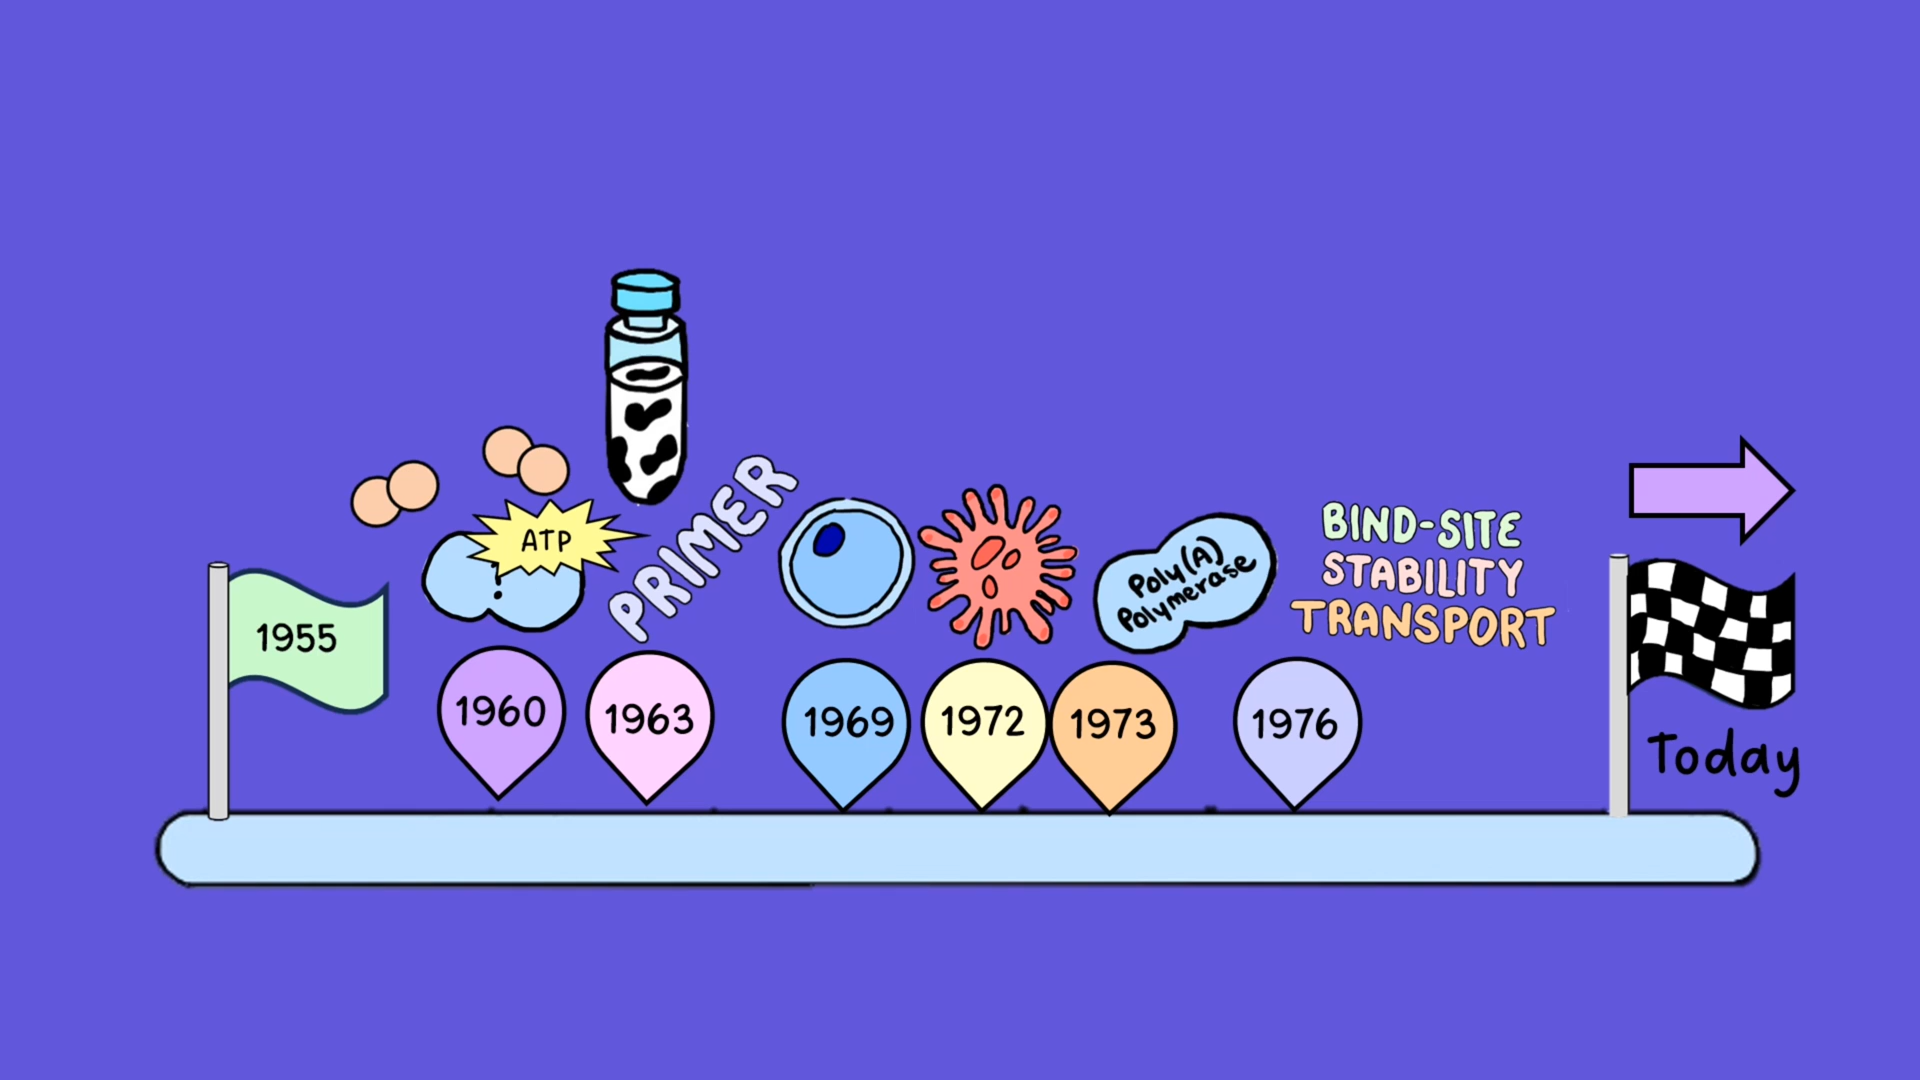 ATP
PRIMER
Poly(A)
Polymerase
BIND-SITE
STABILITY
TRANSPORT
1955
1960
1963
1969
1972
1973
1976
Today